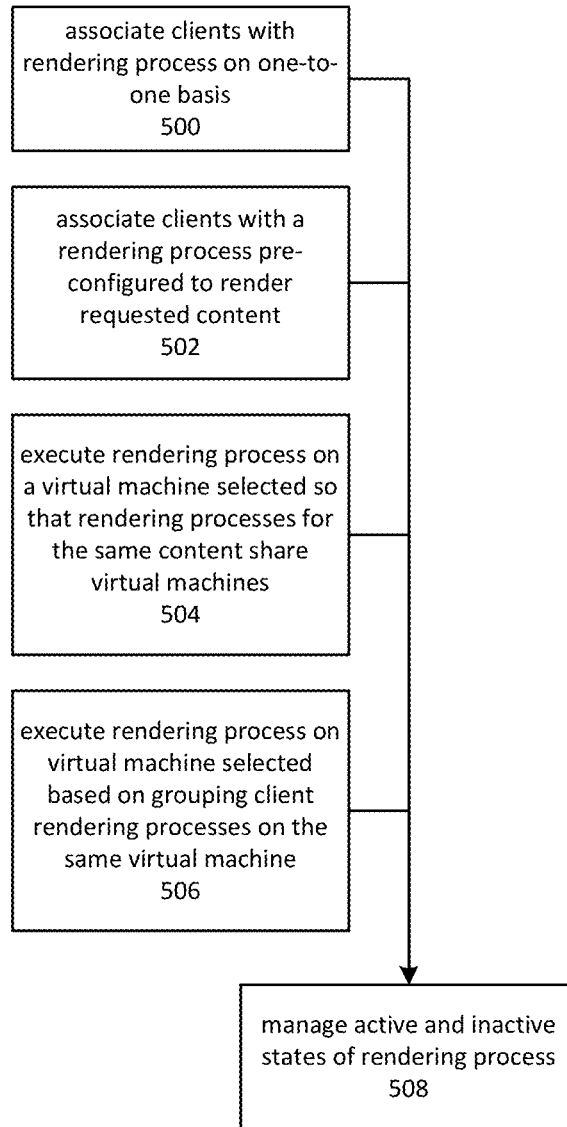 associate clients with
rendering process on one-to-
one basis
500
associate clients with a
rendering process pre-
configured to render
requested content
502
execute rendering process on
a virtual machine selected so
that rendering processes for
the same content share
virtual machines
504
execute rendering process on
virtual machine selected
based on grouping client
rendering processes on the
same virtual machine
506
manage active and inactive
states of rendering process
508